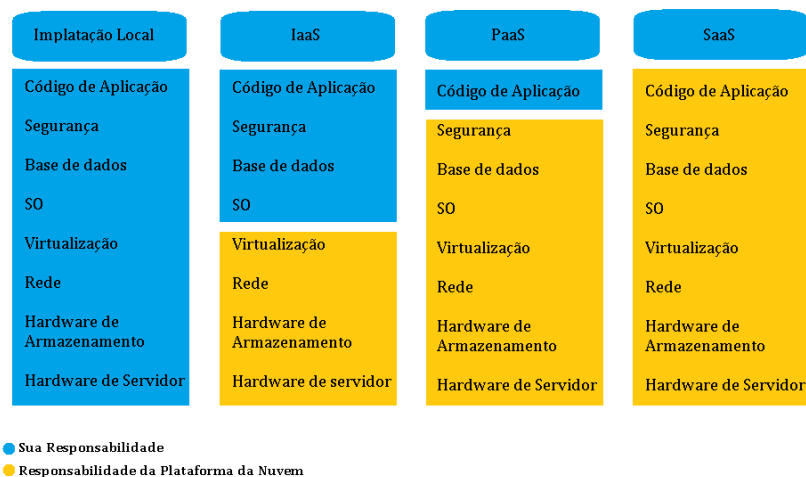 Implatação Local
Código de Aplicação
Segurança
Base de dados
SO
Virtualização
Rede
Hardware de
Armazenamento
Hardware de Servidor
IaaS
Código de Aplicação
Segurança
Base de dados
SO
Virtualização
Rede
Hardware de
Armazenamento
Hardware de servidor
PaaS
Código de Aplicação
Segurança
Base de dados
SO
Virtualização
Rede
Hardware de
Armazenamento
Hardware de Servidor
SaaS
Código de Aplicação
Segurança
Base de dados
SO
Virtualização
Rede
Hardware de
Armazenamento
Hardware de Servidor
Sua Responsabilidade
Responsabilidade da Plataforma da Nuvem